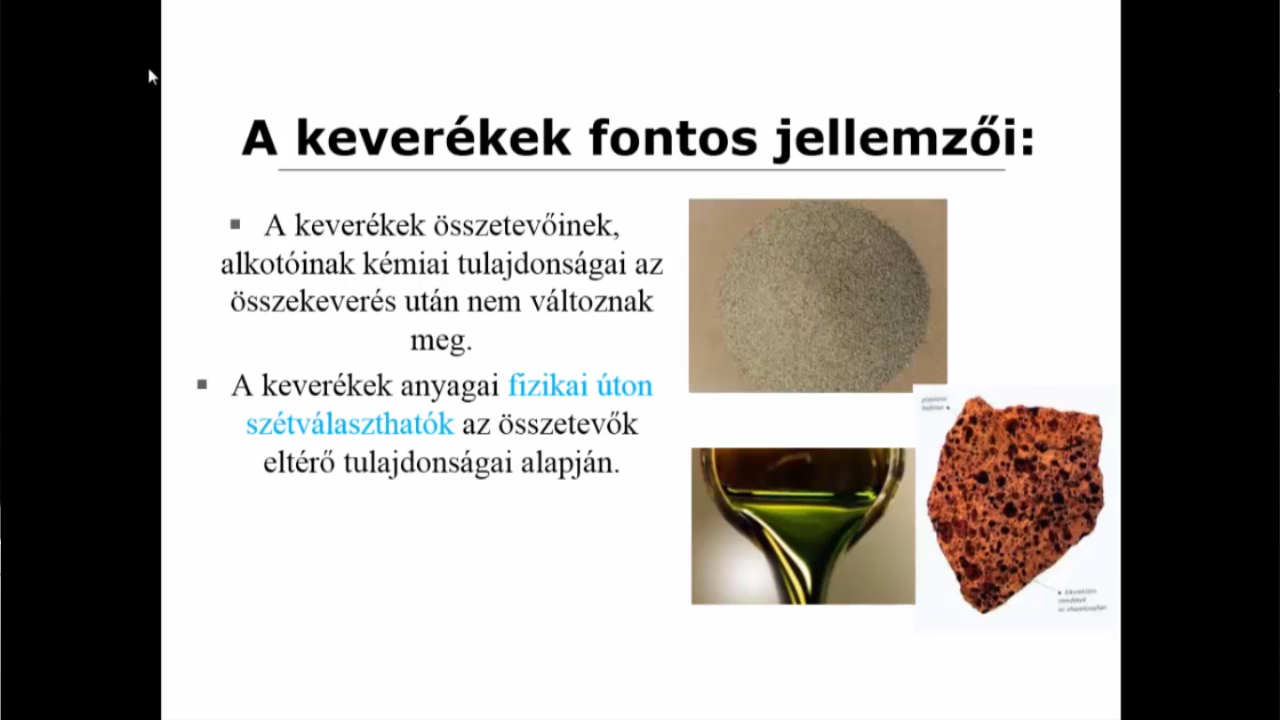 A keverékek fontos jellemzői:
▪ A keverékek összetevőinek,
alkotóinak kémiai tulajdonságai az
összekeverés után nem változnak
meg.
▪ A keverékek anyagai fizikai úton
szétválaszthatók az összetevők
eltérő tulajdonságai alapján.